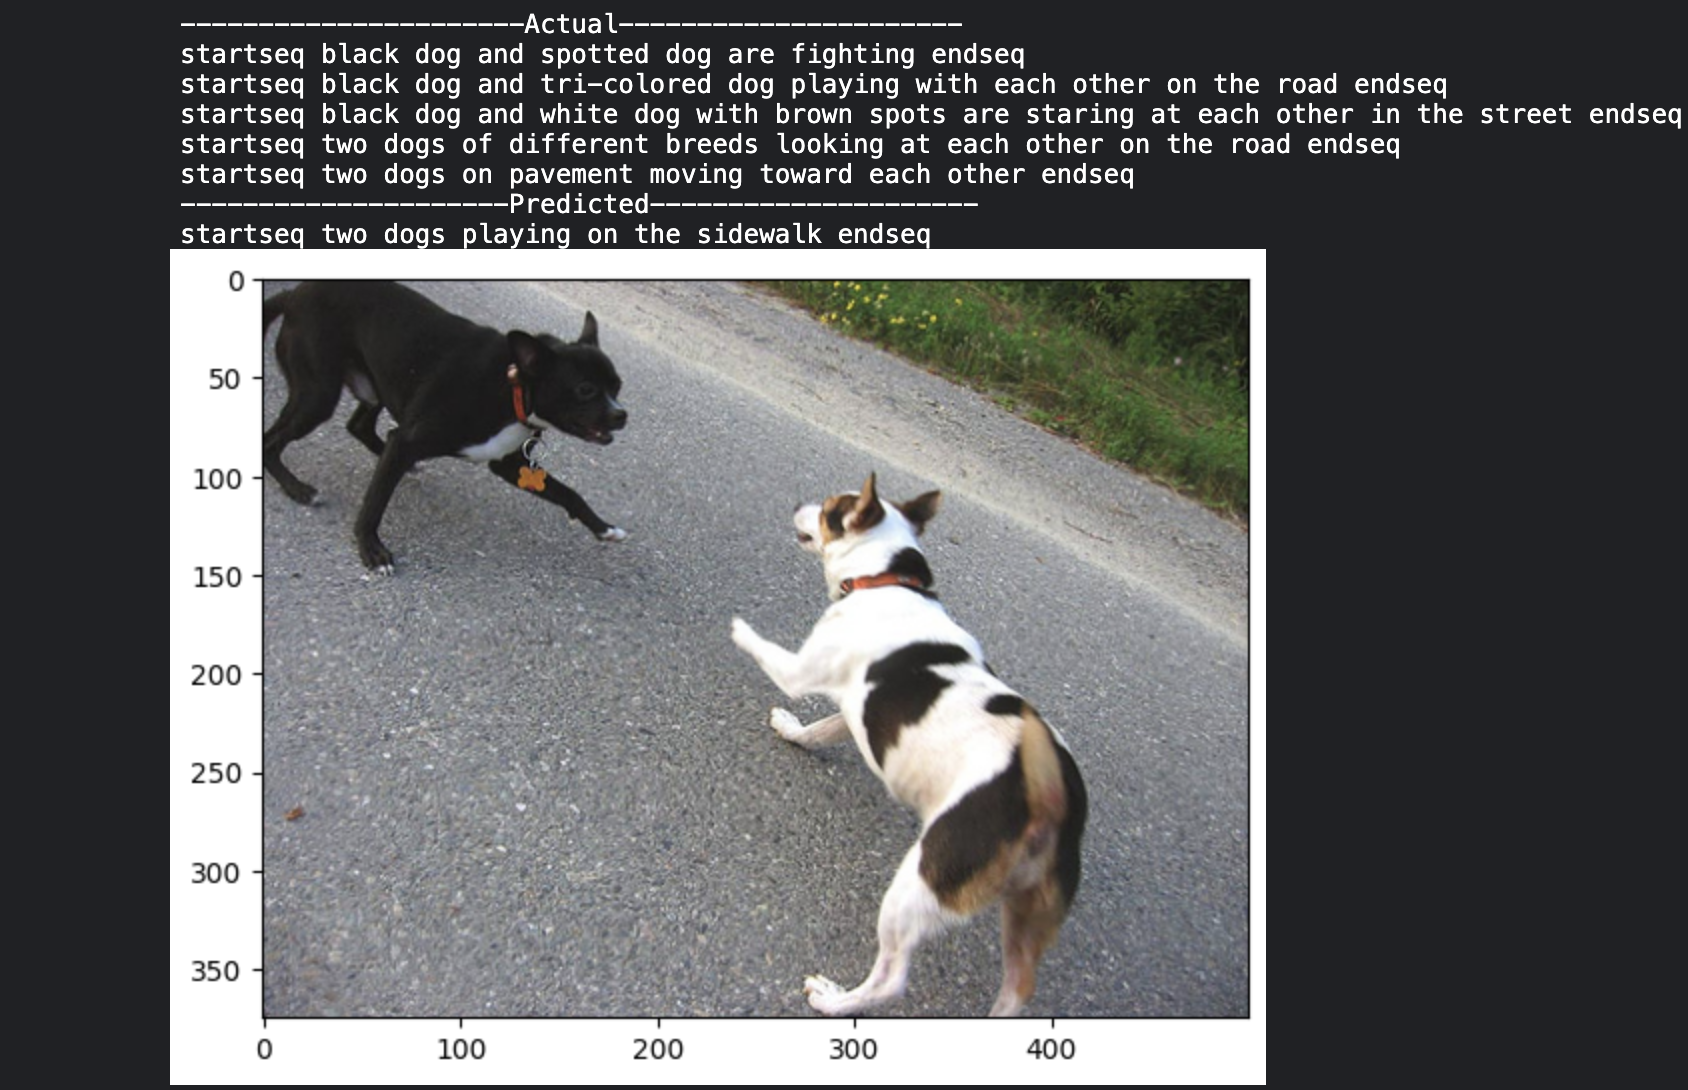 ----------------------Actual----------------------
startseq black dog and spotted dog are fighting endseq
startseq black dog and tri-colored dog playing with each other on the road endseq
startseq black dog and white dog with brown spots are staring at each other in the street endseq
startseq two dogs of different breeds looking at each other on the road endseq
startseq two dogs on pavement moving toward each other endseq
---------------------Predicted---------------------
startseq two dogs playing on the sidewalk endseq
0
50
100
150
200
250
300
350
0 100 200 300 400